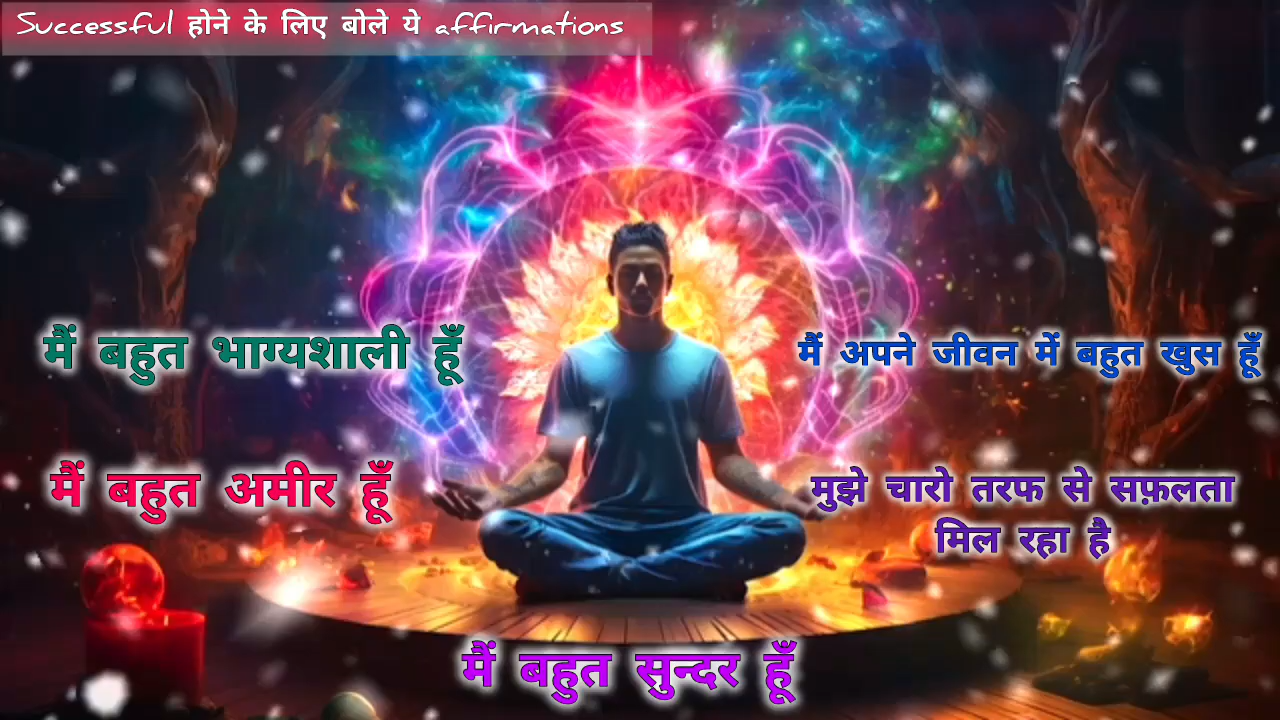 Successful होने के लिए बोले ये affirmations
मैं बहुत भाग्यशाली हूँ
मैं अपने जीवन में बहुत खुस हूँ
मैं बहुत अमीर हूँ
मुझे चारो तरफ से सफ़लता
मिल रहा है
मैं बहुत सुन्दर हूँ